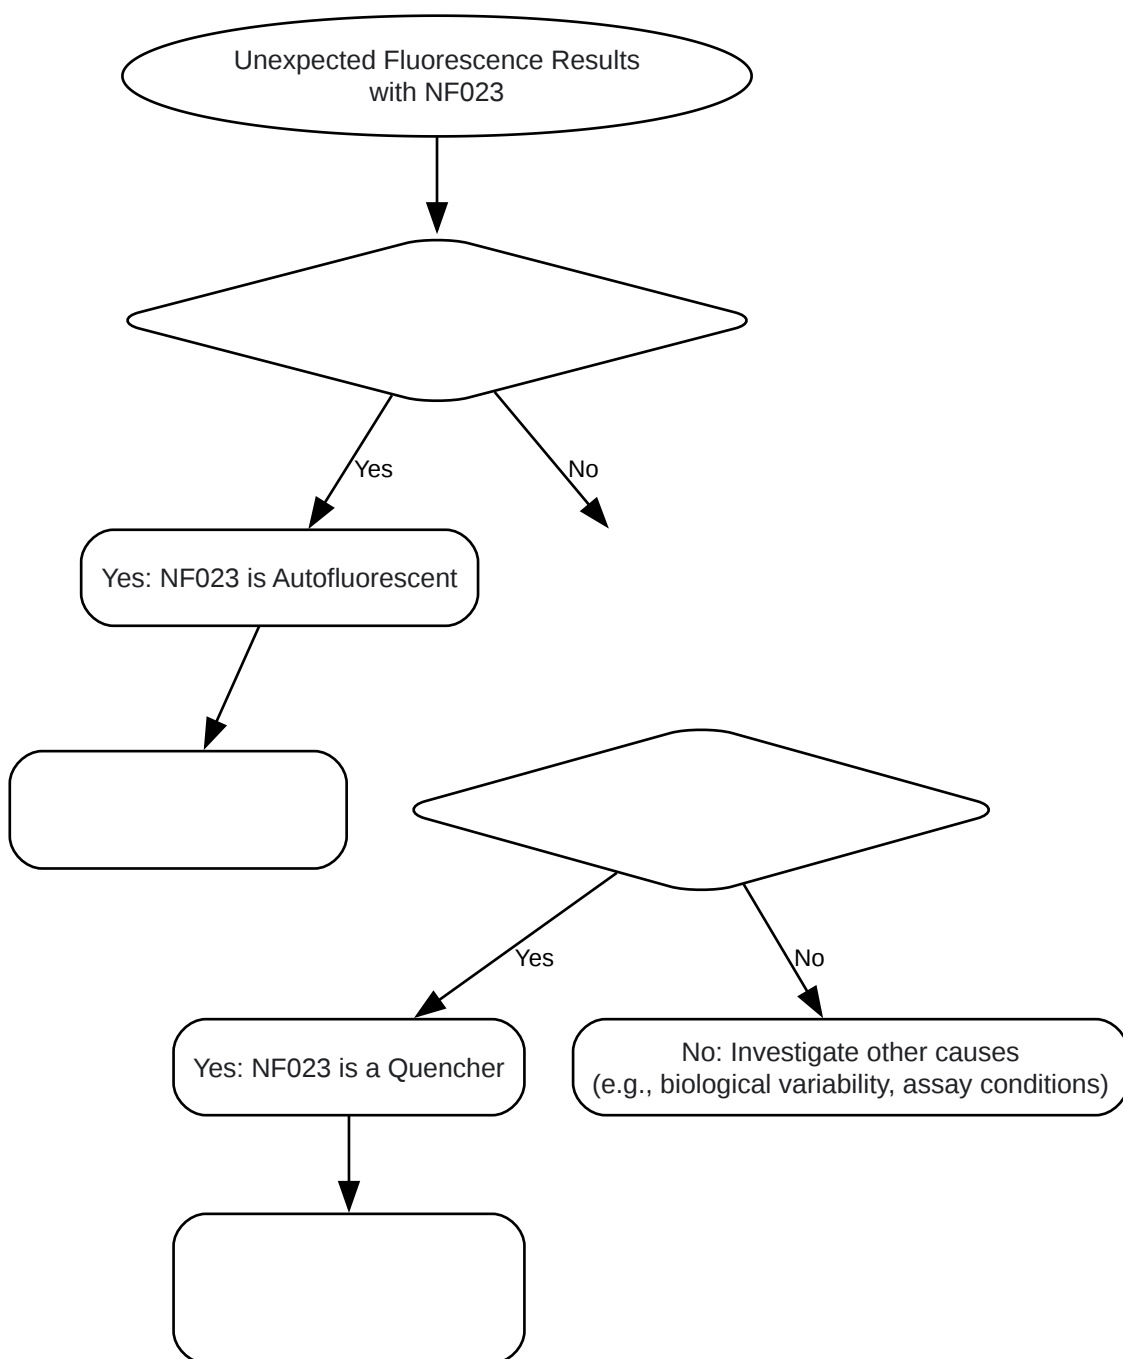 Unexpected Fluorescence Results
with NF023
Yes
No
Yes: NF023 is Autofluorescent
Yes
No
Yes: NF023 is a Quencher
No: Investigate other causes
(e.g., biological variability, assay conditions)